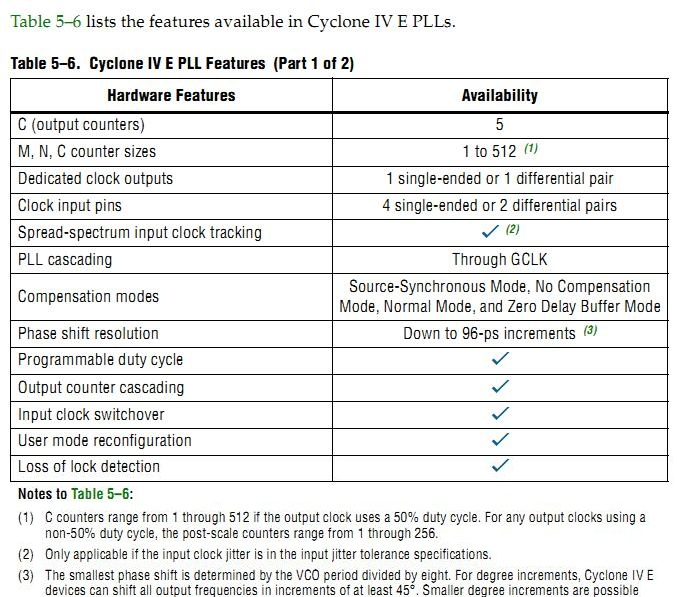 Table 5–6 lists the features available in Cyclone IV E PLLs.
Table 5–6. Cyclone IV E PLL Features (Part 1 of 2)
Hardware Features Availability
C (output counters) 5
M, N, C counter sizes 1 to 512 (1)
Dedicated clock outputs 1 single-ended or 1 differential pair
Clock input pins 4 single-ended or 2 differential pairs
Spread-spectrum input clock tracking ✓ (2)
PLL cascading Through GCLK
Compensation modes Source-Synchronous Mode, No Compensation
Mode, Normal Mode, and Zero Delay Buffer Mode
Phase shift resolution Down to 96-ps increments (3)
Programmable duty cycle ✓
Output counter cascading ✓
Input clock switchover ✓
User mode reconfiguration ✓
Loss of lock detection ✓
Notes to Table 5–6:
(1) C counters range from 1 through 512 if the output clock uses a 50% duty cycle. For any output clocks using a
non-50% duty cycle, the post-scale counters range from 1 through 256.
(2) Only applicable if the input clock jitter is in the input jitter tolerance specifications.
(3) The smallest phase shift is determined by the VCO period divided by eight. For degree increments, Cyclone IV E
devices can shift all output frequencies in increments of at least 45°. Smaller degree increments are possible